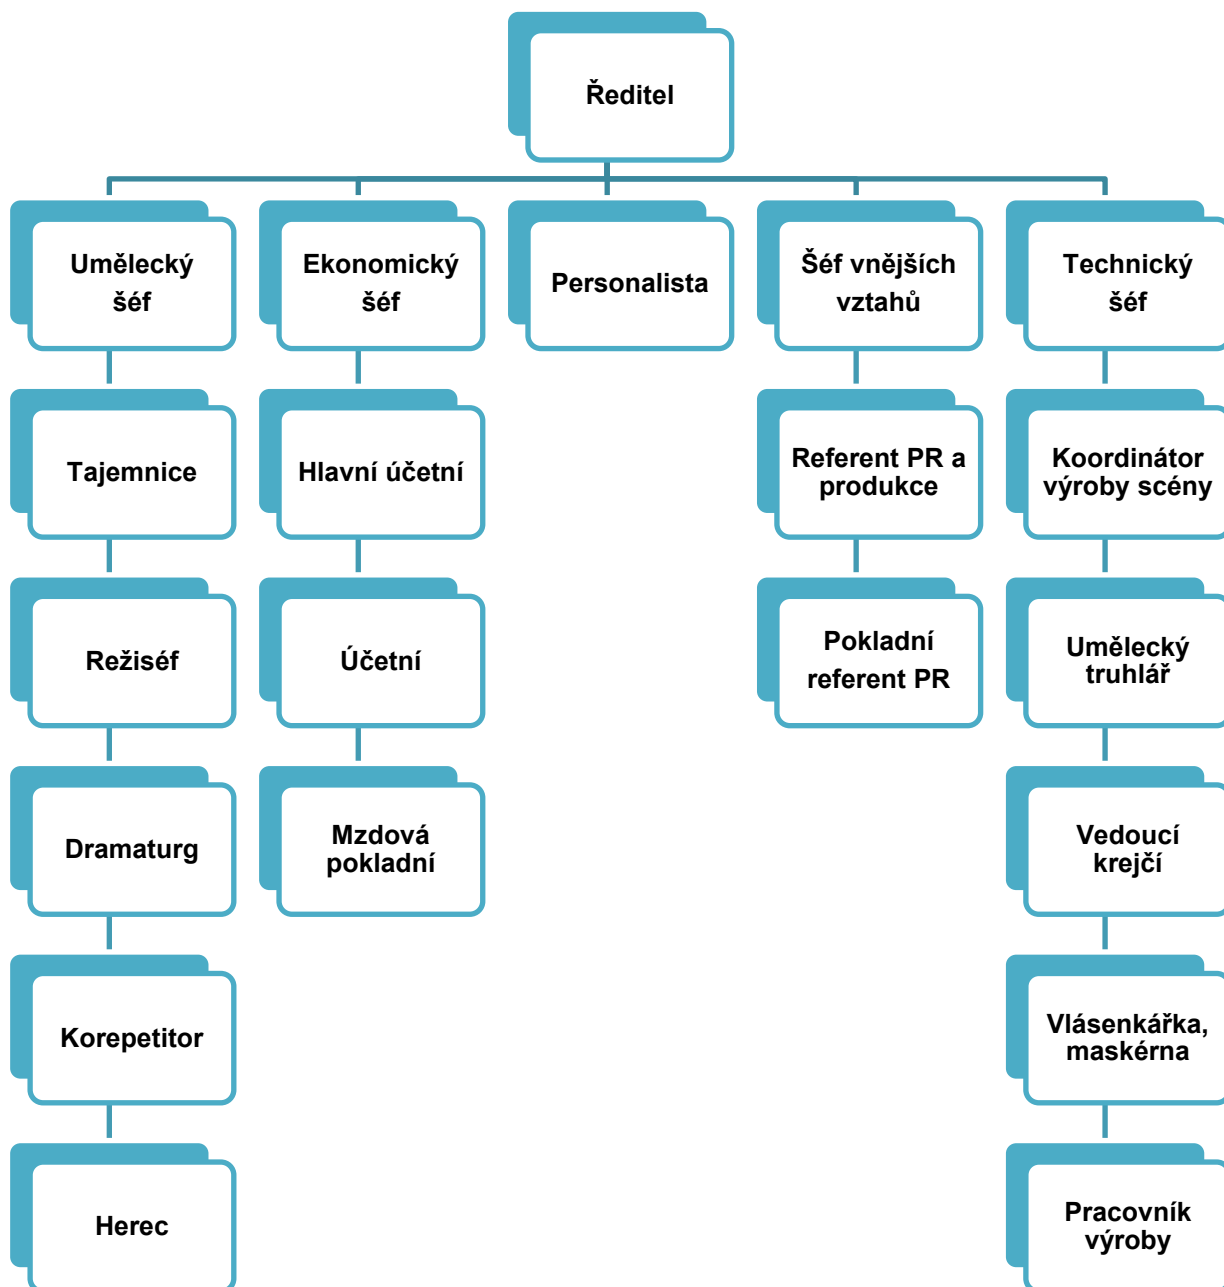 Ředitel
Umělecký
šéf
Ekonomický
šéf
Personalista
Šéf vnějších
vztahů
Technický
šéf
Tajemnice
Hlavní účetní
Referent PR a
produkce
Koordinátor
výroby scény
Režiséf
Účetní
Pokladní
referent PR
Umělecký
truhlář
Dramaturg
Mzdová
pokladní
Vedoucí
krejčí
Korepetitor
Vlásenkářka,
maskérna
Herec
Pracovník
výroby